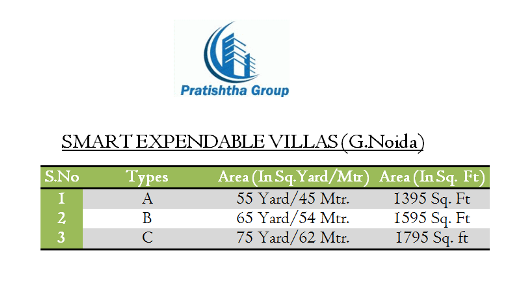 Pratishtha Group
SMART EXPENDABLE VILLAS (G.Noida)
S.No Types Area (In Sq.Yard/Mtr) Area (In Sq. Ft)
1 A 55 Yard/45 Mtr. 1395 Sq. Ft
2 B 65 Yard/54 Mtr. 1595 Sq. Ft
3 C 75 Yard/62 Mtr. 1795 Sq. ft